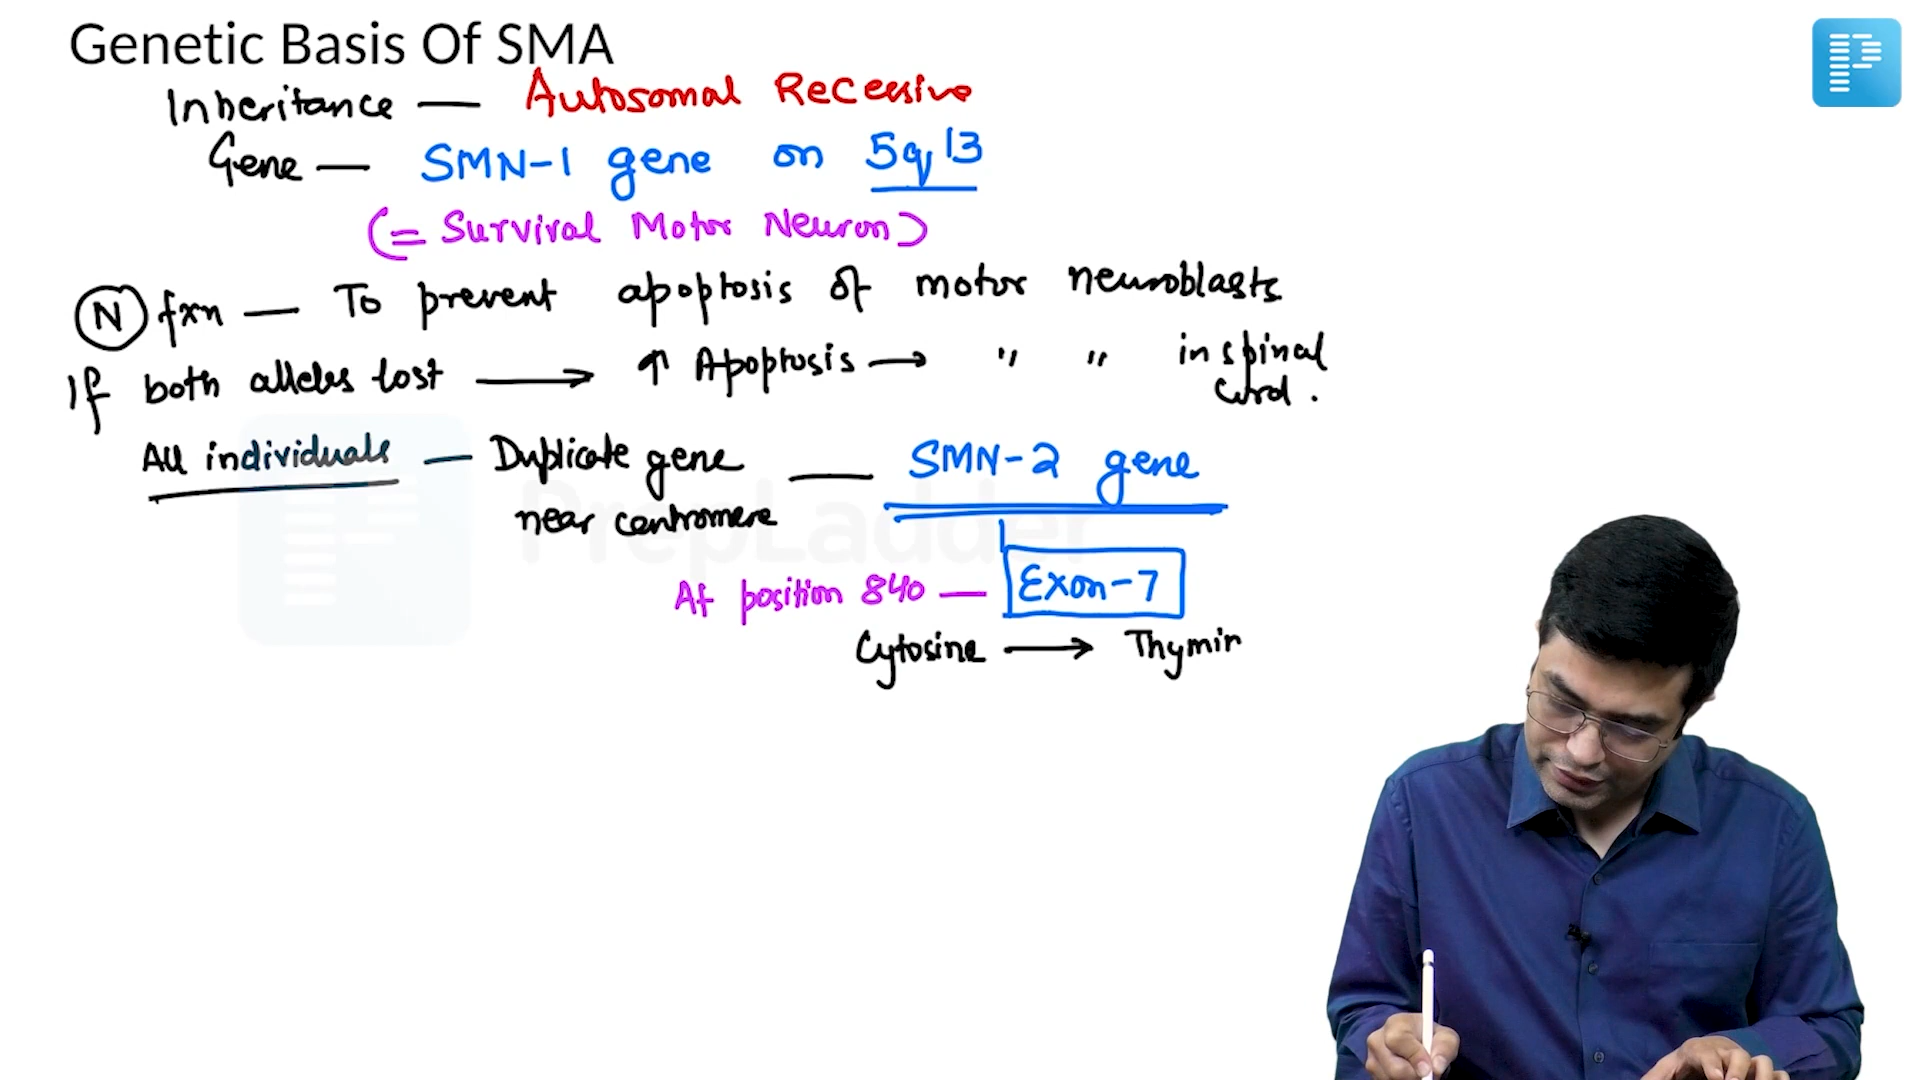 Genetic Basis Of SMA
Inheritance — Autosomal Recessive
Gene — SMN-1 gene on 5q13
(= Survival Motor Neuron)
(N) fxn — To prevent apoptosis of motor neuroblasts
If both alleles lost → ↑ Apoptosis → " " in spinal
cord.
All individuals — Duplicate gene — SMN-2 gene
near centromere
PrepLadder
At position 840 — Exon-7
Cytosine → Thymin